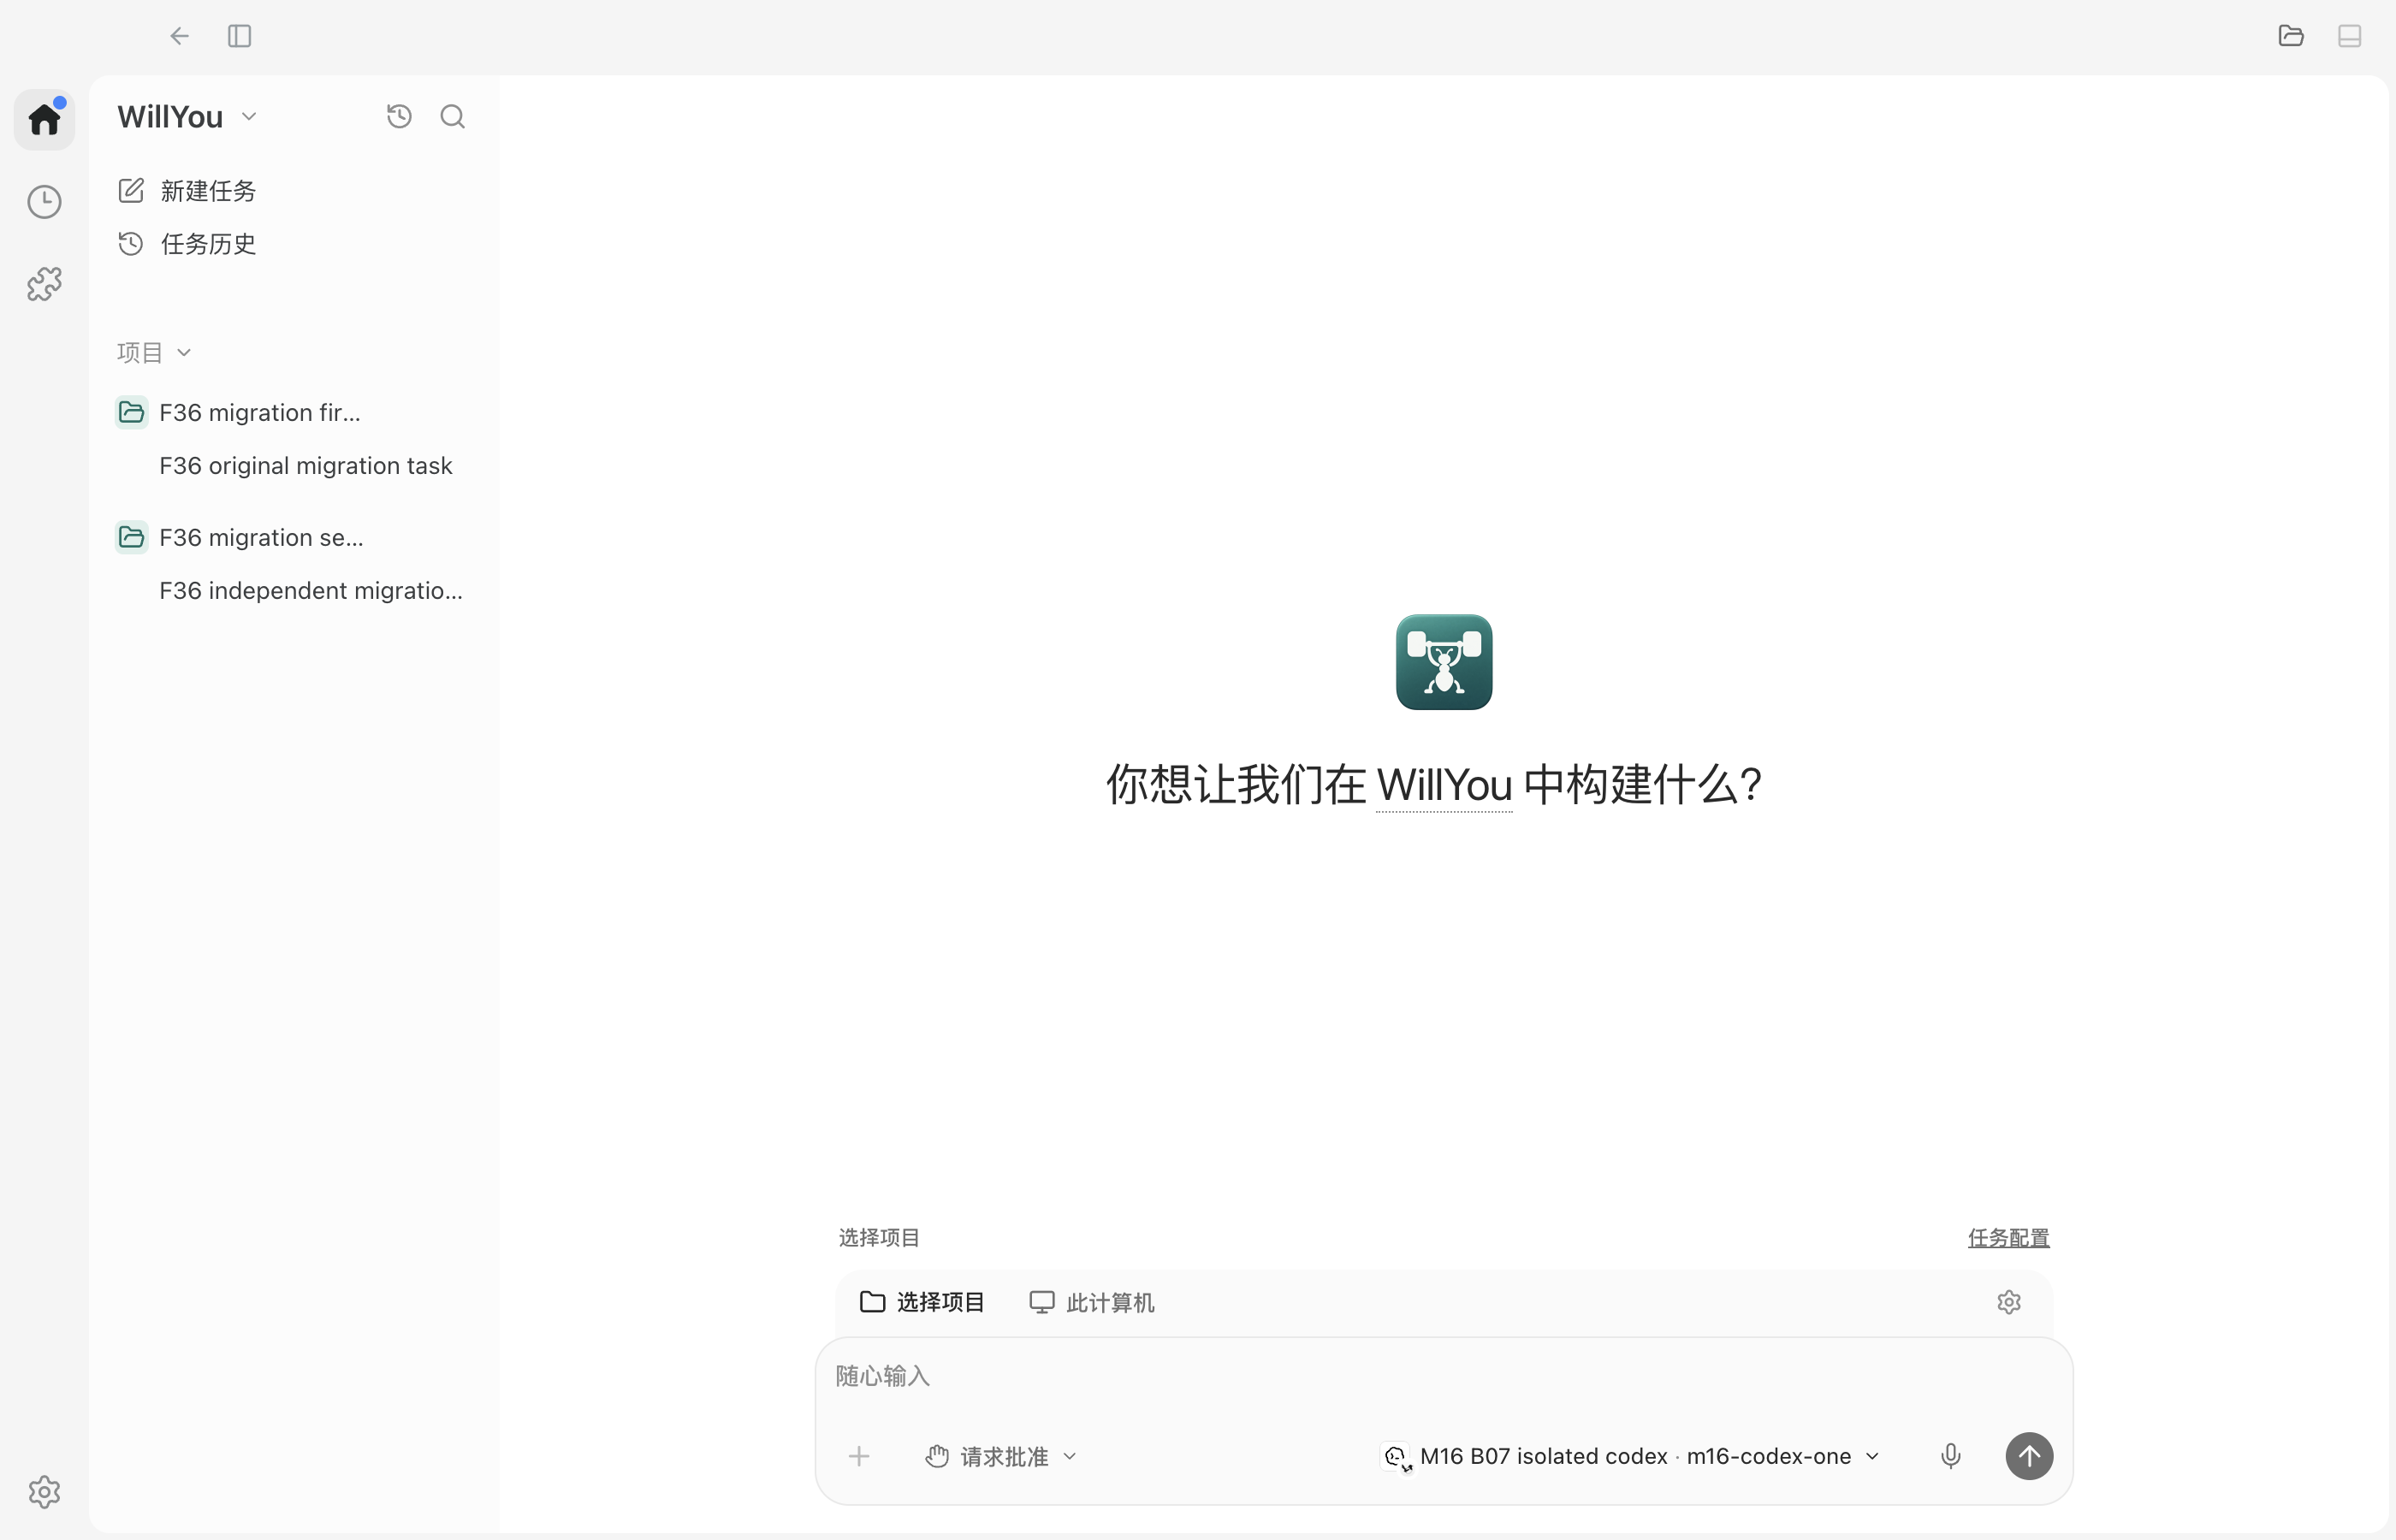 WillYou
新建任务
任务历史
项目
F36 migration fir...
F36 original migration task
F36 migration se...
F36 independent migratio...
你想让我们在 WillYou 中构建什么?
选择项目
任务配置
选择项目
此计算机
随心输入
请求批准
M16 B07 isolated codex · m16-codex-one